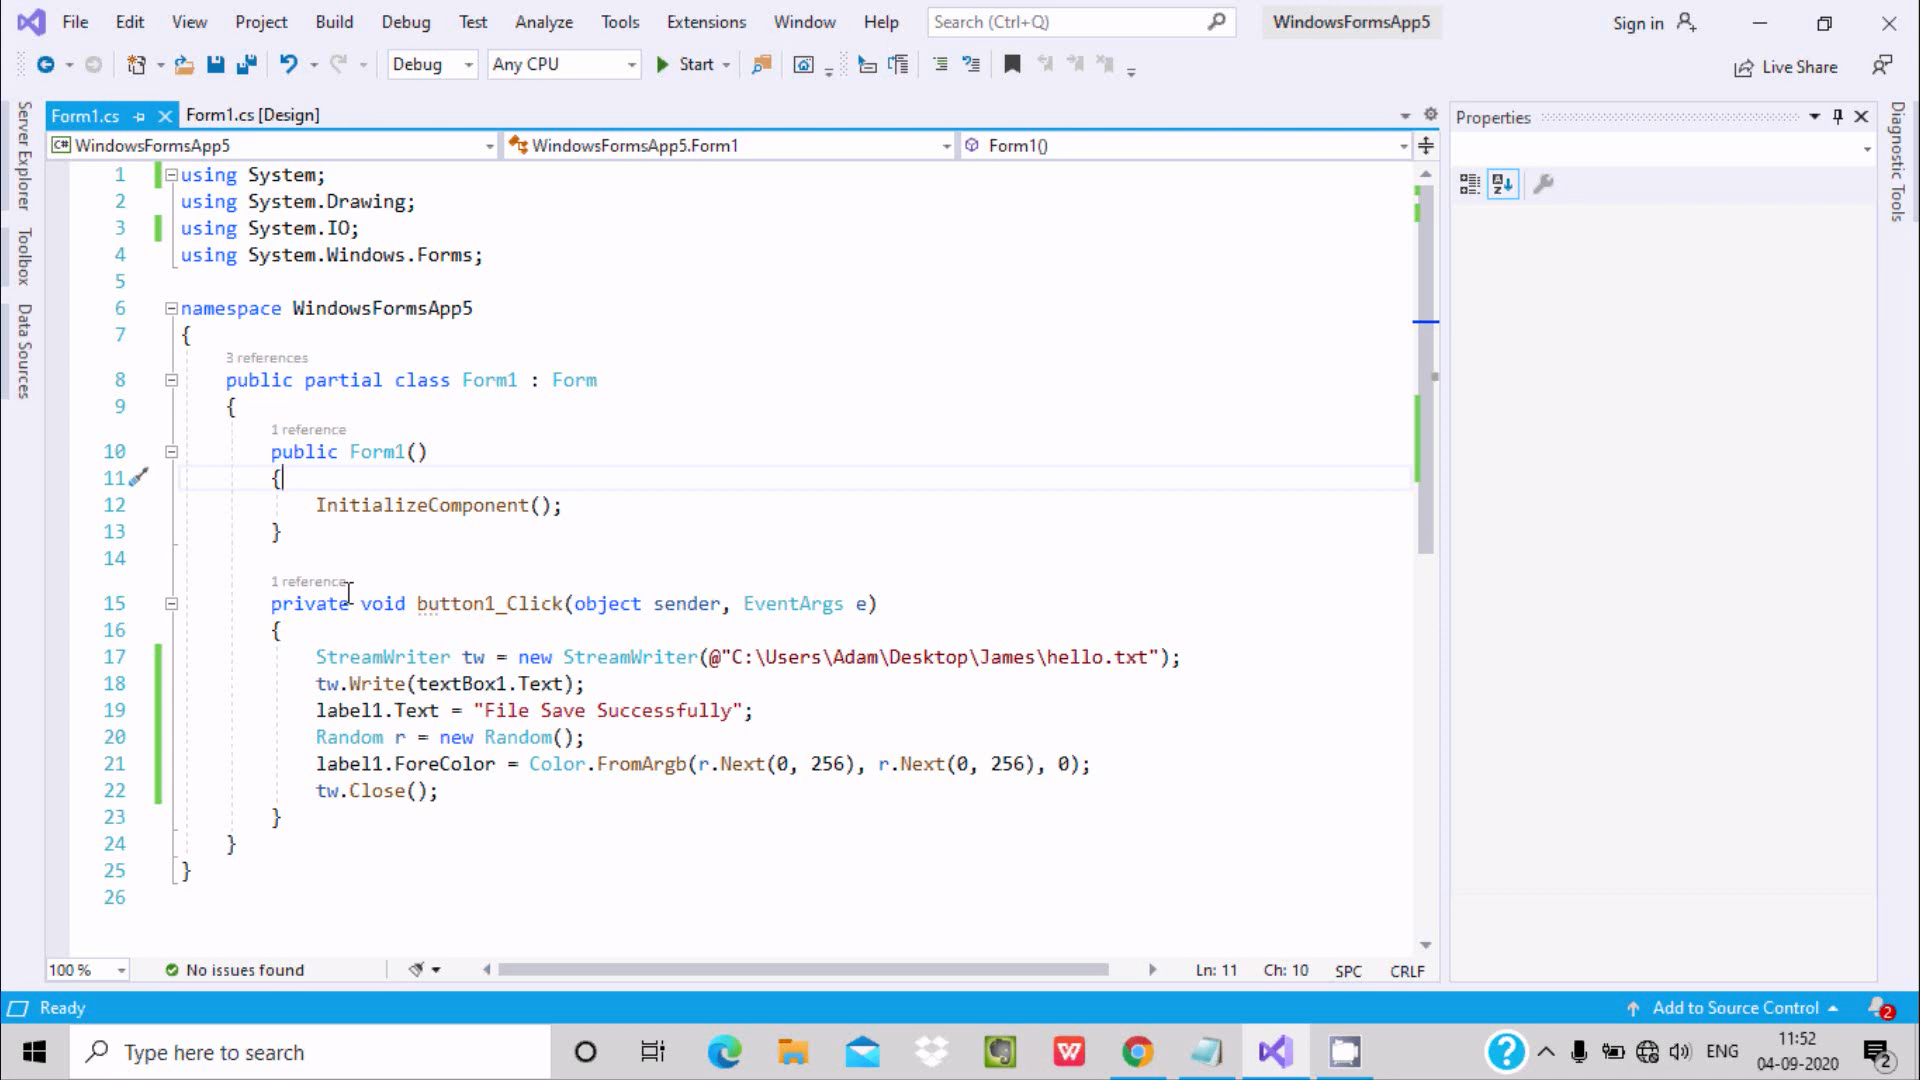 File Edit View Project Build Debug Test Analyze Tools Extensions Window Help Search (Ctrl+Q) WindowsFormsApp5 Sign in
Debug Any CPU Start Live Share
Form1.cs Form1.cs [Design]
C# WindowsFormsApp5 WindowsFormsApp5.Form1 Form1()
1 using System;
2 using System.Drawing;
3 using System.IO;
4 using System.Windows.Forms;
5
6 namespace WindowsFormsApp5
7 {
3 references
8 public partial class Form1 : Form
9 {
1 reference
10 public Form1()
11 {
12 InitializeComponent();
13 }
14
1 reference
15 private void button1_Click(object sender, EventArgs e)
16 {
17 StreamWriter tw = new StreamWriter(@"C:\Users\Adam\Desktop\James\hello.txt");
18 tw.Write(textBox1.Text);
19 label1.Text = "File Save Successfully";
20 Random r = new Random();
21 label1.ForeColor = Color.FromArgb(r.Next(0, 256), r.Next(0, 256), 0);
22 tw.Close();
23 }
24 }
25 }
26
100 % No issues found Ln: 11 Ch: 10 SPC CRLF
Server Explorer
Toolbox
Data Sources
Properties
Diagnostic Tools
Ready Add to Source Control 2
Type here to search W ? ENG 11:52
04-09-2020 2